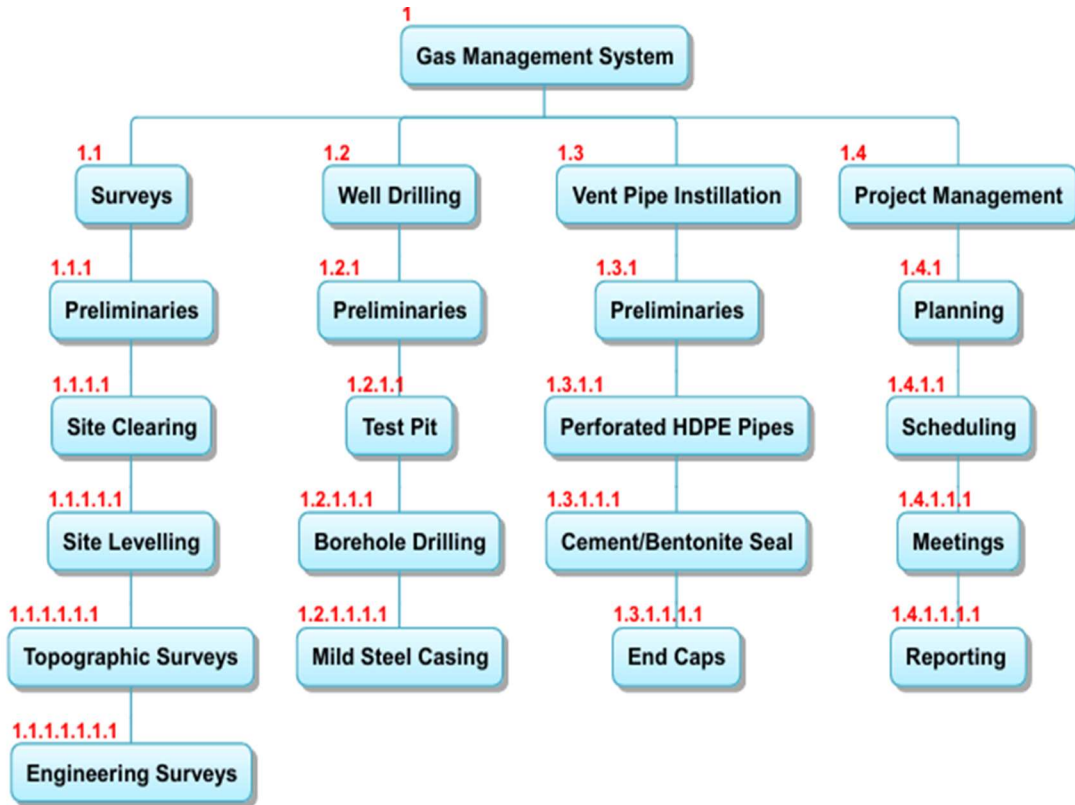 1
Gas Management System
1.1
1.2
1.3
1.4
Surveys
Well Drilling
Vent Pipe Instillation
Project Management
1.1.1
1.2.1
1.3.1
1.4.1
Preliminaries
Preliminaries
Preliminaries
Planning
1.1.1.1
1.2.1.1
1.3.1.1
1.4.1.1
Site Clearing
Test Pit
Perforated HDPE Pipes
Scheduling
1.1.1.1.1
1.2.1.1.1
1.3.1.1.1
1.4.1.1.1
Site Levelling
Borehole Drilling
Cement/Bentonite Seal
Meetings
1.1.1.1.1.1
1.2.1.1.1.1
1.3.1.1.1.1
1.4.1.1.1.1
Topographic Surveys
Mild Steel Casing
End Caps
Reporting
1.1.1.1.1.1.1
Engineering Surveys